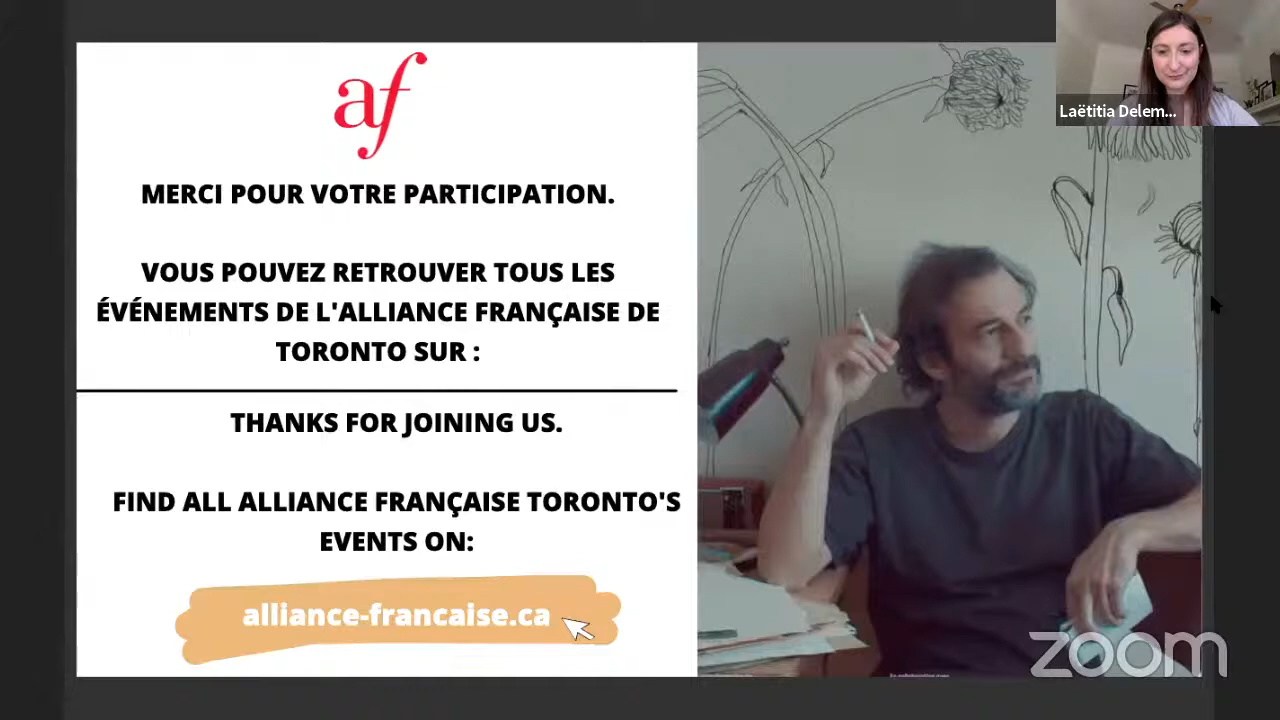 af
MERCI POUR VOTRE PARTICIPATION.
VOUS POUVEZ RETROUVER TOUS LES
ÉVÉNEMENTS DE L'ALLIANCE FRANÇAISE DE
TORONTO SUR :
THANKS FOR JOINING US.
FIND ALL ALLIANCE FRANÇAISE TORONTO'S
EVENTS ON:
alliance-francaise.ca
Laëtitia Delem...
zoom